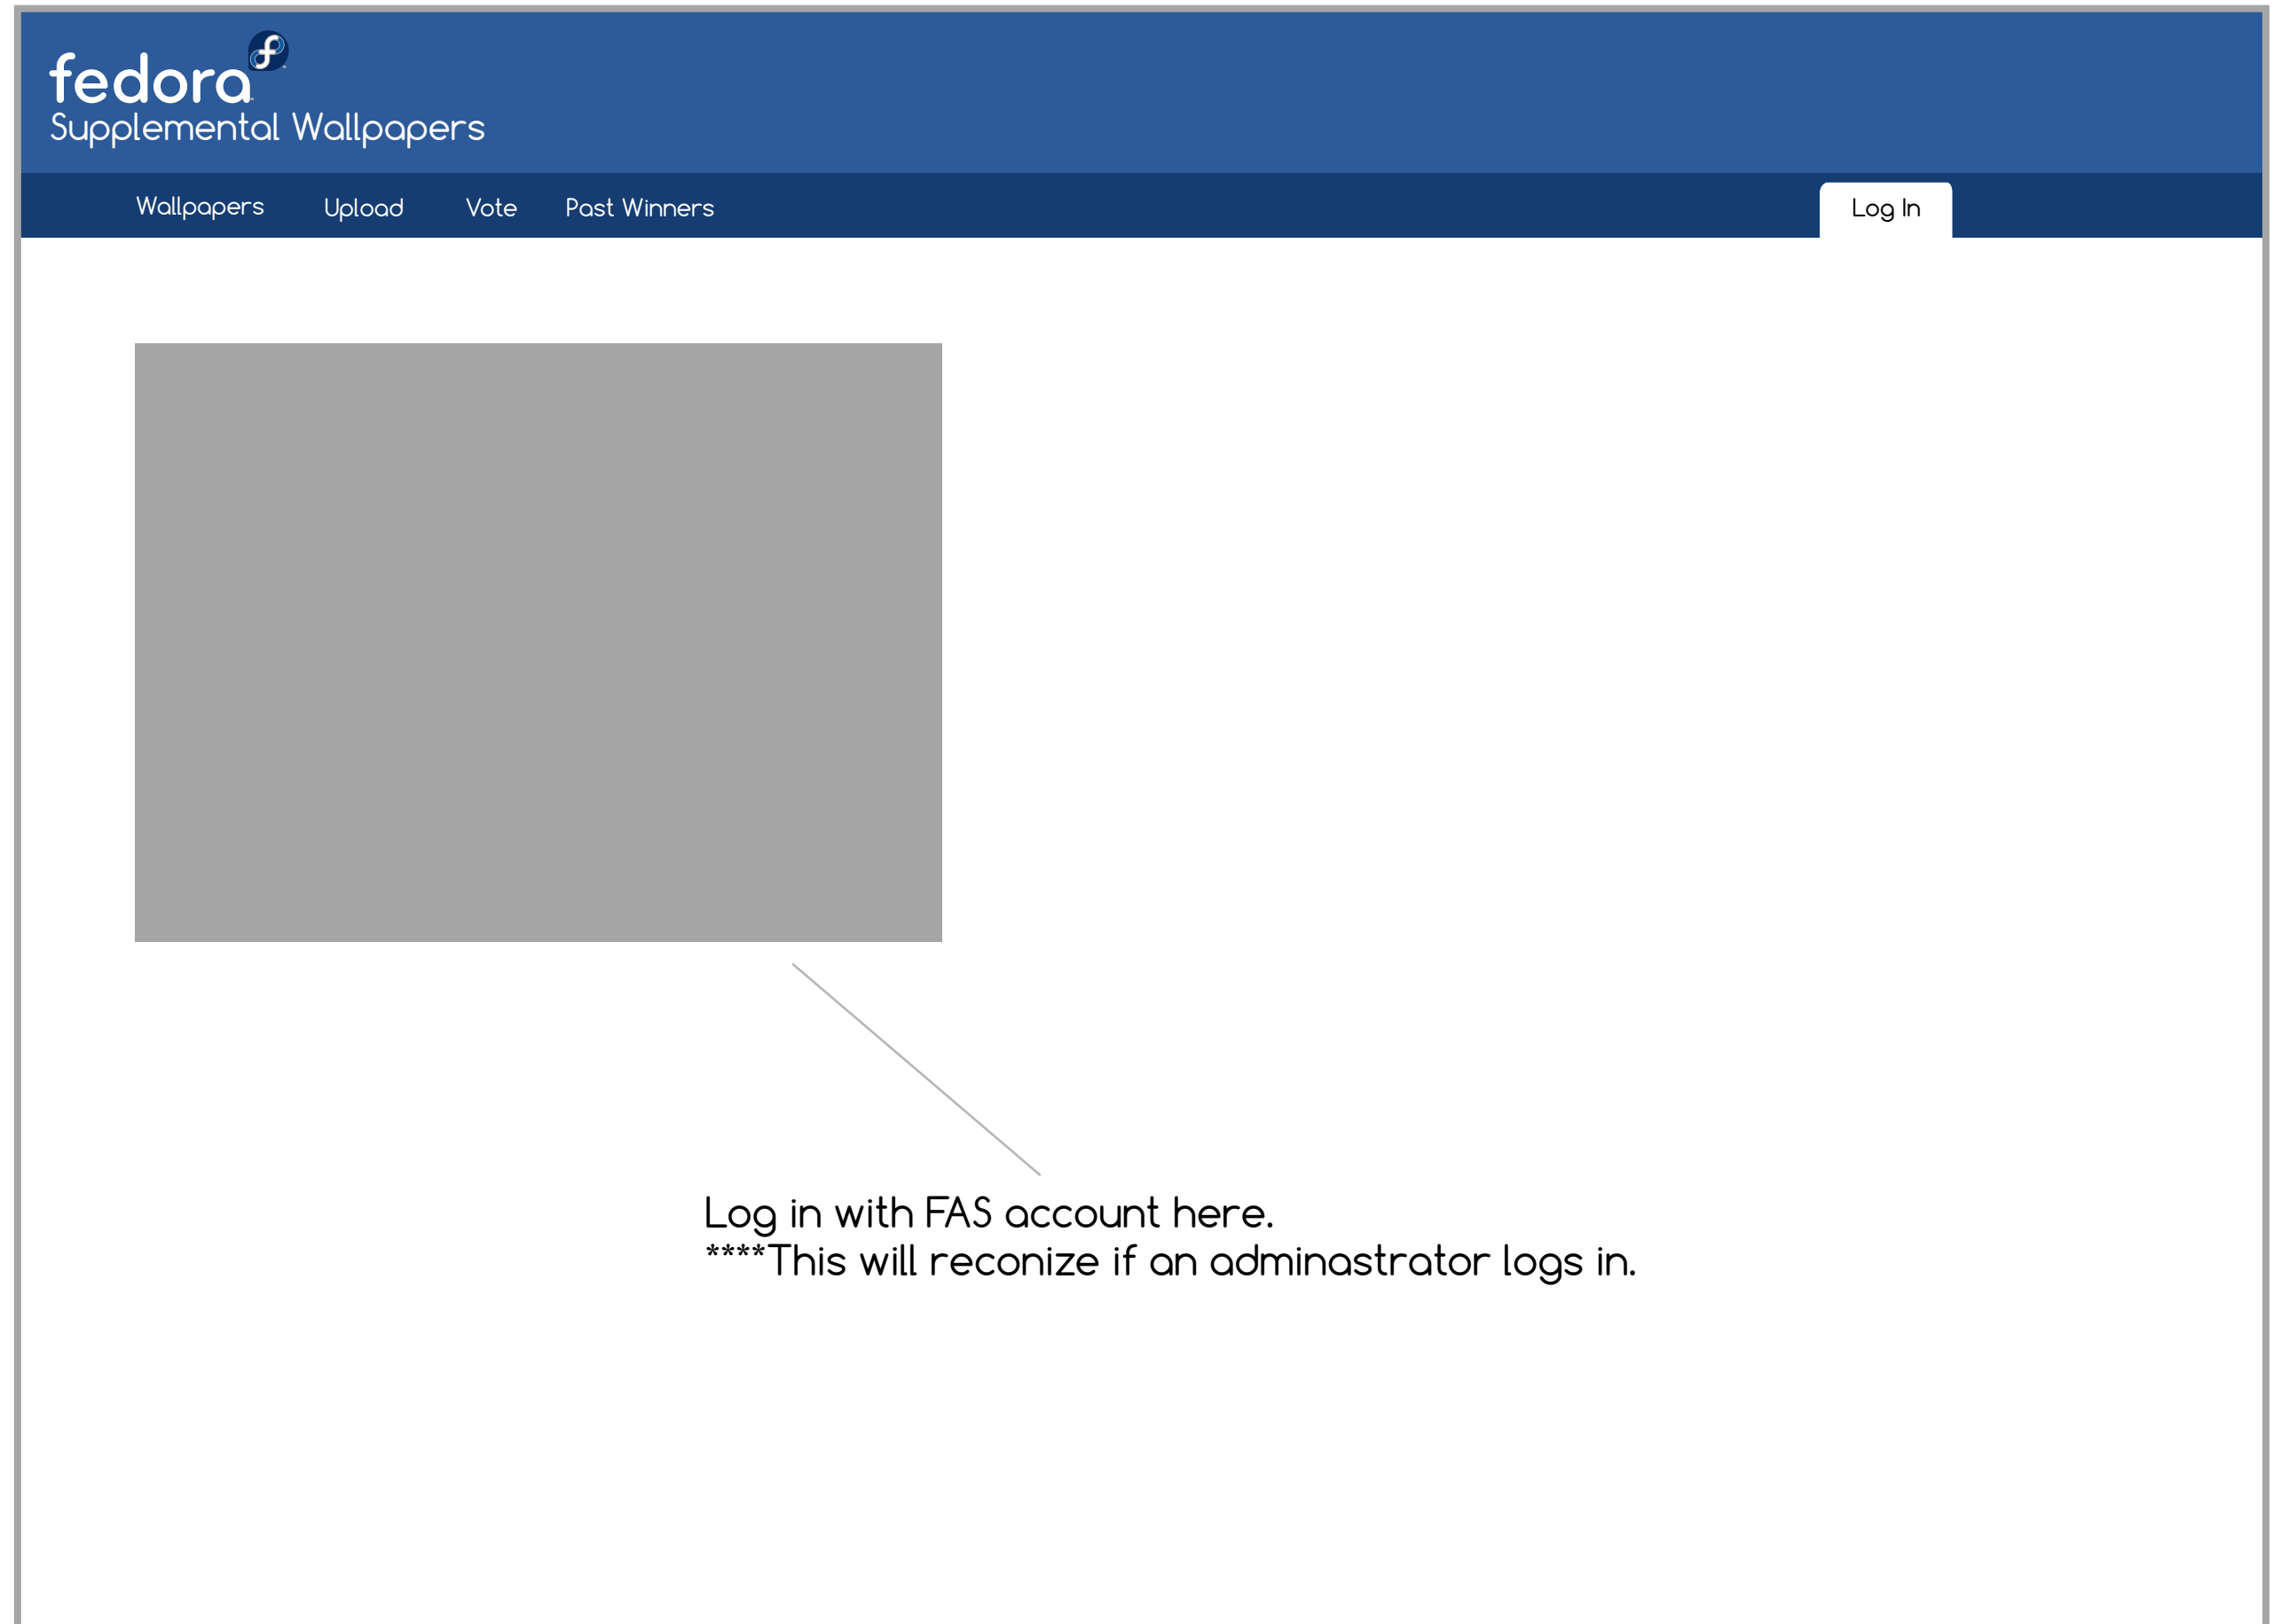 fedora
Supplemental Wallpapers
Wallpapers Upload Vote Past Winners Log In
Log in with FAS account here.
****This will reconize if an adminastrator logs in.